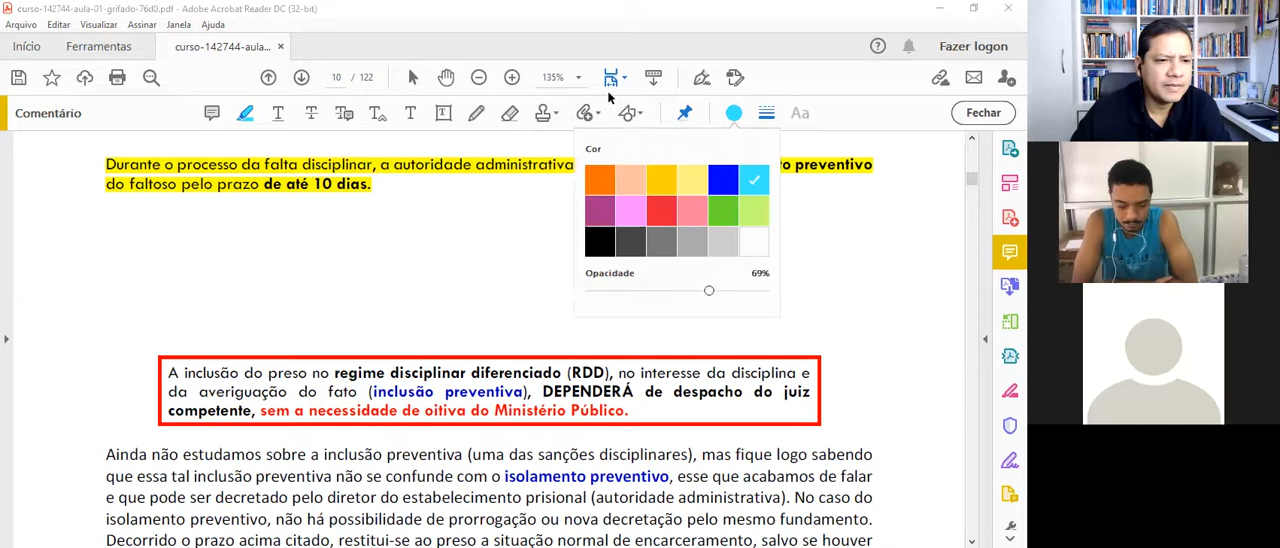 curso-142744-aula-01-grifado-76d0.pdf - Adobe Acrobat Reader DC (32-bit)
Arquivo Editar Visualizar Assinar Janela Ajuda
Início Ferramentas curso-142744-aula... × Fazer logon
10 / 122 135%
Comentário Aa Fechar
Durante o processo da falta disciplinar, a autoridade administrativa
o preventivo
do faltoso pelo prazo de até 10 dias.
Cor
Opacidade 69%
A inclusão do preso no regime disciplinar diferenciado (RDD), no interesse da disciplina e
da averiguação do fato (inclusão preventiva), DEPENDERÁ de despacho do juiz
competente, sem a necessidade de oitiva do Ministério Público.
Ainda não estudamos sobre a inclusão preventiva (uma das sanções disciplinares), mas fique logo sabendo
que essa tal inclusão preventiva não se confunde com o isolamento preventivo, esse que acabamos de falar
e que pode ser decretado pelo diretor do estabelecimento prisional (autoridade administrativa). No caso do
isolamento preventivo, não há possibilidade de prorrogação ou nova decretação pelo mesmo fundamento.
Decorrido o prazo acima citado, restitui-se ao preso a situação normal de encarceramento, salvo se houver